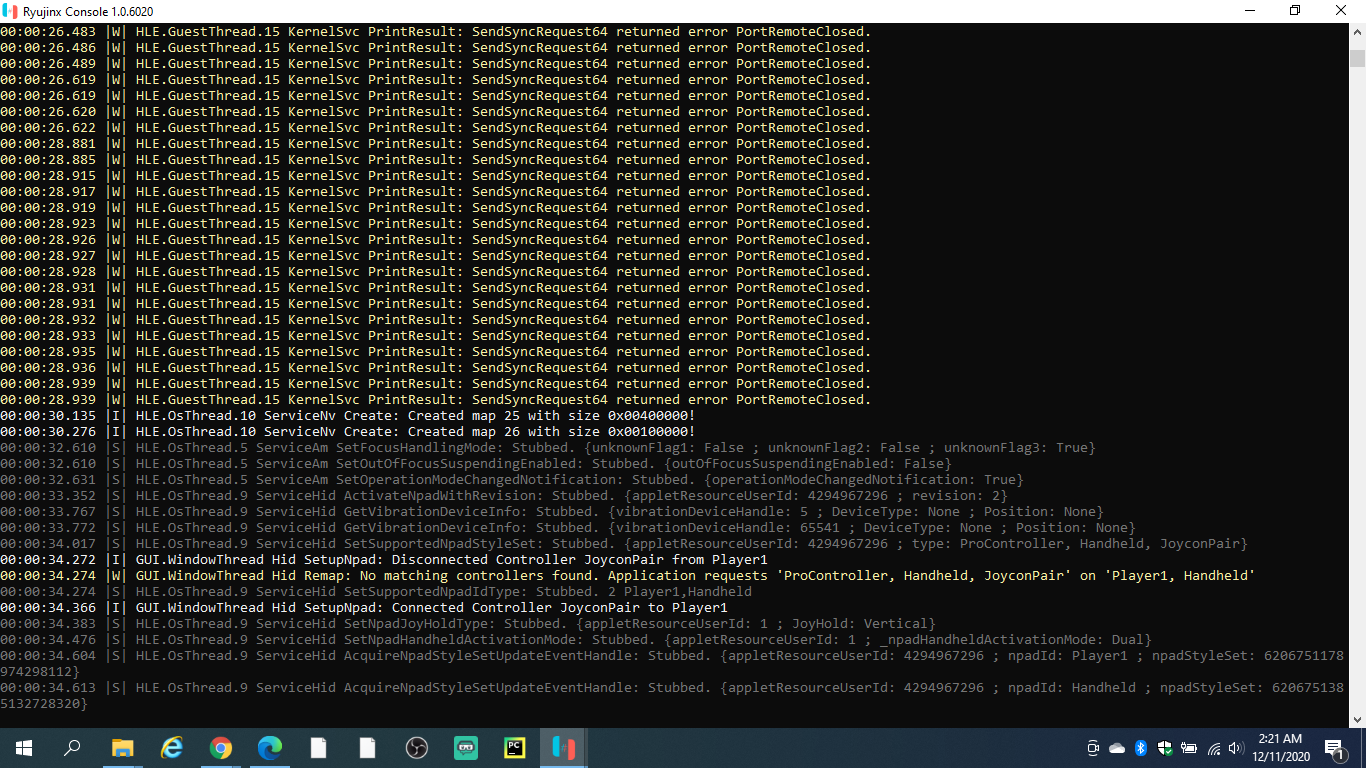 Ryujinx Console 1.0.6020
00:00:26.483 |W| HLE.GuestThread.15 KernelSvc PrintResult: SendSyncRequest64 returned error PortRemoteClosed.
00:00:26.486 |W| HLE.GuestThread.15 KernelSvc PrintResult: SendSyncRequest64 returned error PortRemoteClosed.
00:00:26.489 |W| HLE.GuestThread.15 KernelSvc PrintResult: SendSyncRequest64 returned error PortRemoteClosed.
00:00:26.619 |W| HLE.GuestThread.15 KernelSvc PrintResult: SendSyncRequest64 returned error PortRemoteClosed.
00:00:26.619 |W| HLE.GuestThread.15 KernelSvc PrintResult: SendSyncRequest64 returned error PortRemoteClosed.
00:00:26.620 |W| HLE.GuestThread.15 KernelSvc PrintResult: SendSyncRequest64 returned error PortRemoteClosed.
00:00:26.622 |W| HLE.GuestThread.15 KernelSvc PrintResult: SendSyncRequest64 returned error PortRemoteClosed.
00:00:28.881 |W| HLE.GuestThread.15 KernelSvc PrintResult: SendSyncRequest64 returned error PortRemoteClosed.
00:00:28.885 |W| HLE.GuestThread.15 KernelSvc PrintResult: SendSyncRequest64 returned error PortRemoteClosed.
00:00:28.915 |W| HLE.GuestThread.15 KernelSvc PrintResult: SendSyncRequest64 returned error PortRemoteClosed.
00:00:28.917 |W| HLE.GuestThread.15 KernelSvc PrintResult: SendSyncRequest64 returned error PortRemoteClosed.
00:00:28.919 |W| HLE.GuestThread.15 KernelSvc PrintResult: SendSyncRequest64 returned error PortRemoteClosed.
00:00:28.923 |W| HLE.GuestThread.15 KernelSvc PrintResult: SendSyncRequest64 returned error PortRemoteClosed.
00:00:28.926 |W| HLE.GuestThread.15 KernelSvc PrintResult: SendSyncRequest64 returned error PortRemoteClosed.
00:00:28.927 |W| HLE.GuestThread.15 KernelSvc PrintResult: SendSyncRequest64 returned error PortRemoteClosed.
00:00:28.928 |W| HLE.GuestThread.15 KernelSvc PrintResult: SendSyncRequest64 returned error PortRemoteClosed.
00:00:28.931 |W| HLE.GuestThread.15 KernelSvc PrintResult: SendSyncRequest64 returned error PortRemoteClosed.
00:00:28.931 |W| HLE.GuestThread.15 KernelSvc PrintResult: SendSyncRequest64 returned error PortRemoteClosed.
00:00:28.932 |W| HLE.GuestThread.15 KernelSvc PrintResult: SendSyncRequest64 returned error PortRemoteClosed.
00:00:28.933 |W| HLE.GuestThread.15 KernelSvc PrintResult: SendSyncRequest64 returned error PortRemoteClosed.
00:00:28.935 |W| HLE.GuestThread.15 KernelSvc PrintResult: SendSyncRequest64 returned error PortRemoteClosed.
00:00:28.936 |W| HLE.GuestThread.15 KernelSvc PrintResult: SendSyncRequest64 returned error PortRemoteClosed.
00:00:28.939 |W| HLE.GuestThread.15 KernelSvc PrintResult: SendSyncRequest64 returned error PortRemoteClosed.
00:00:28.939 |W| HLE.GuestThread.15 KernelSvc PrintResult: SendSyncRequest64 returned error PortRemoteClosed.
00:00:30.135 |I| HLE.OsThread.10 ServiceNv Create: Created map 25 with size 0x00400000!
00:00:30.276 |I| HLE.OsThread.10 ServiceNv Create: Created map 26 with size 0x00100000!
00:00:32.610 |S| HLE.OsThread.5 ServiceAm SetFocusHandlingMode: Stubbed. {unknownFlag1: False ; unknownFlag2: False ; unknownFlag3: True}
00:00:32.610 |S| HLE.OsThread.5 ServiceAm SetOutOfFocusSuspendingEnabled: Stubbed. {outOfFocusSuspendingEnabled: False}
00:00:32.631 |S| HLE.OsThread.5 ServiceAm SetOperationModeChangedNotification: Stubbed. {operationModeChangedNotification: True}
00:00:33.352 |S| HLE.OsThread.9 ServiceHid ActivateNpadWithRevision: Stubbed. {appletResourceUserId: 4294967296 ; revision: 2}
00:00:33.767 |S| HLE.OsThread.9 ServiceHid GetVibrationDeviceInfo: Stubbed. {vibrationDeviceHandle: 5 ; DeviceType: None ; Position: None}
00:00:33.772 |S| HLE.OsThread.9 ServiceHid GetVibrationDeviceInfo: Stubbed. {vibrationDeviceHandle: 65541 ; DeviceType: None ; Position: None}
00:00:34.017 |S| HLE.OsThread.9 ServiceHid SetSupportedNpadStyleSet: Stubbed. {appletResourceUserId: 4294967296 ; type: ProController, Handheld, JoyconPair}
00:00:34.272 |I| GUI.WindowThread Hid SetupNpad: Disconnected Controller JoyconPair from Player1
00:00:34.274 |W| GUI.WindowThread Hid Remap: No matching controllers found. Application requests 'ProController, Handheld, JoyconPair' on 'Player1, Handheld'
00:00:34.274 |S| HLE.OsThread.9 ServiceHid SetSupportedNpadIdType: Stubbed. 2 Player1,Handheld
00:00:34.366 |I| GUI.WindowThread Hid SetupNpad: Connected Controller JoyconPair to Player1
00:00:34.383 |S| HLE.OsThread.9 ServiceHid SetNpadJoyHoldType: Stubbed. {appletResourceUserId: 1 ; JoyHold: Vertical}
00:00:34.476 |S| HLE.OsThread.9 ServiceHid SetNpadHandheldActivationMode: Stubbed. {appletResourceUserId: 1 ; _npadHandheldActivationMode: Dual}
00:00:34.604 |S| HLE.OsThread.9 ServiceHid AcquireNpadStyleSetUpdateEventHandle: Stubbed. {appletResourceUserId: 4294967296 ; npadId: Player1 ; npadStyleSet: 6206751178
974298112}
00:00:34.613 |S| HLE.OsThread.9 ServiceHid AcquireNpadStyleSetUpdateEventHandle: Stubbed. {appletResourceUserId: 4294967296 ; npadId: Handheld ; npadStyleSet: 620675138
5132728320}
PC
2:21 AM
12/11/2020
1